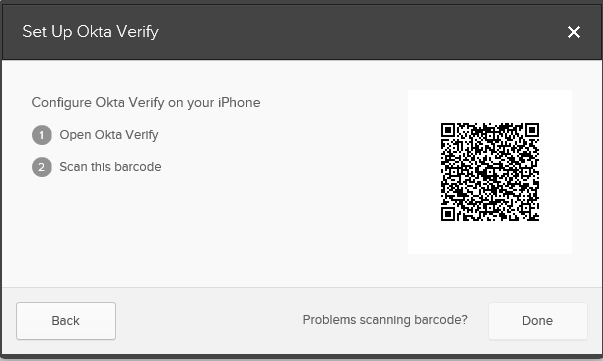 Set Up Okta Verify
Configure Okta Verify on your iPhone
1 Open Okta Verify
2 Scan this barcode
Back
Problems scanning barcode?
Done